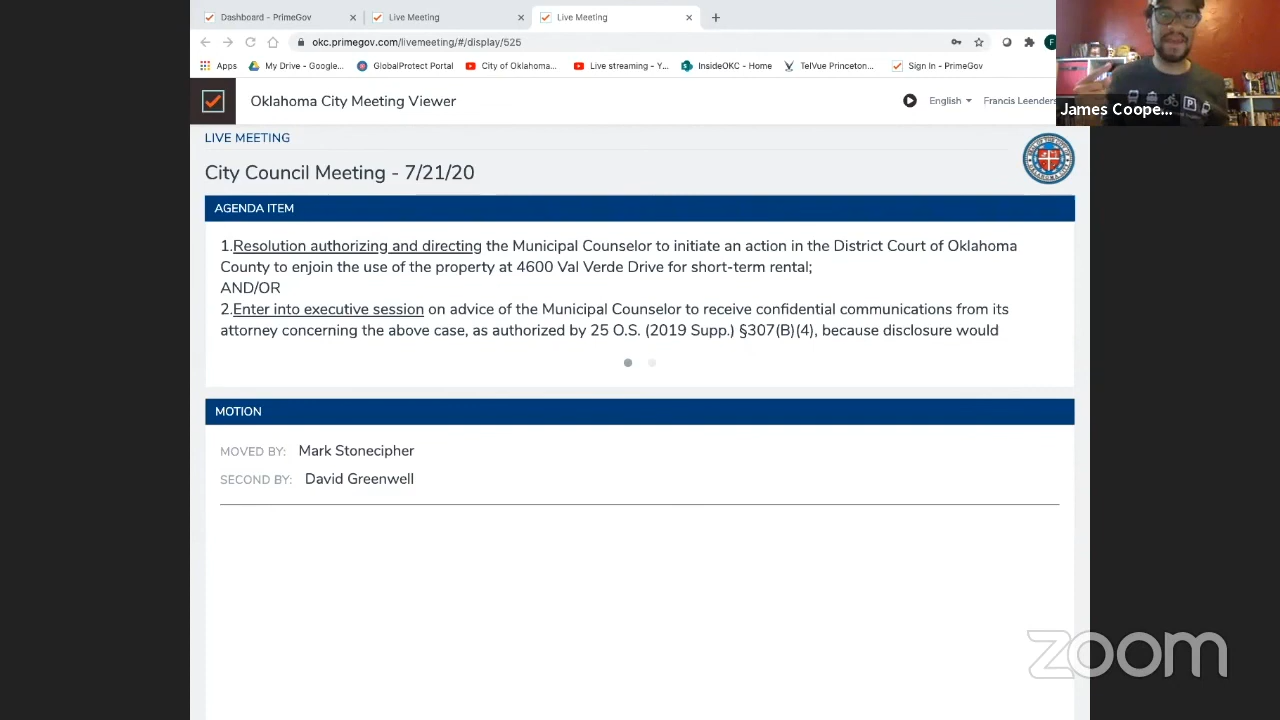 Dashboard - PrimeGov
Live Meeting
Live Meeting
okc.primegov.com/livemeeting/#/display/525
Apps
My Drive - Google...
GlobalProtect Portal
City of Oklahoma...
Live streaming - Y...
InsideOKC - Home
TelVue Princeton...
Sign In - PrimeGov
Oklahoma City Meeting Viewer
English
Francis Leenders
James Coope...
LIVE MEETING
City Council Meeting - 7/21/20
AGENDA ITEM
1.Resolution authorizing and directing the Municipal Counselor to initiate an action in the District Court of Oklahoma
County to enjoin the use of the property at 4600 Val Verde Drive for short-term rental;
AND/OR
2.Enter into executive session on advice of the Municipal Counselor to receive confidential communications from its
attorney concerning the above case, as authorized by 25 O.S. (2019 Supp.) §307(B)(4), because disclosure would
MOTION
MOVED BY: Mark Stonecipher
SECOND BY: David Greenwell
zoom